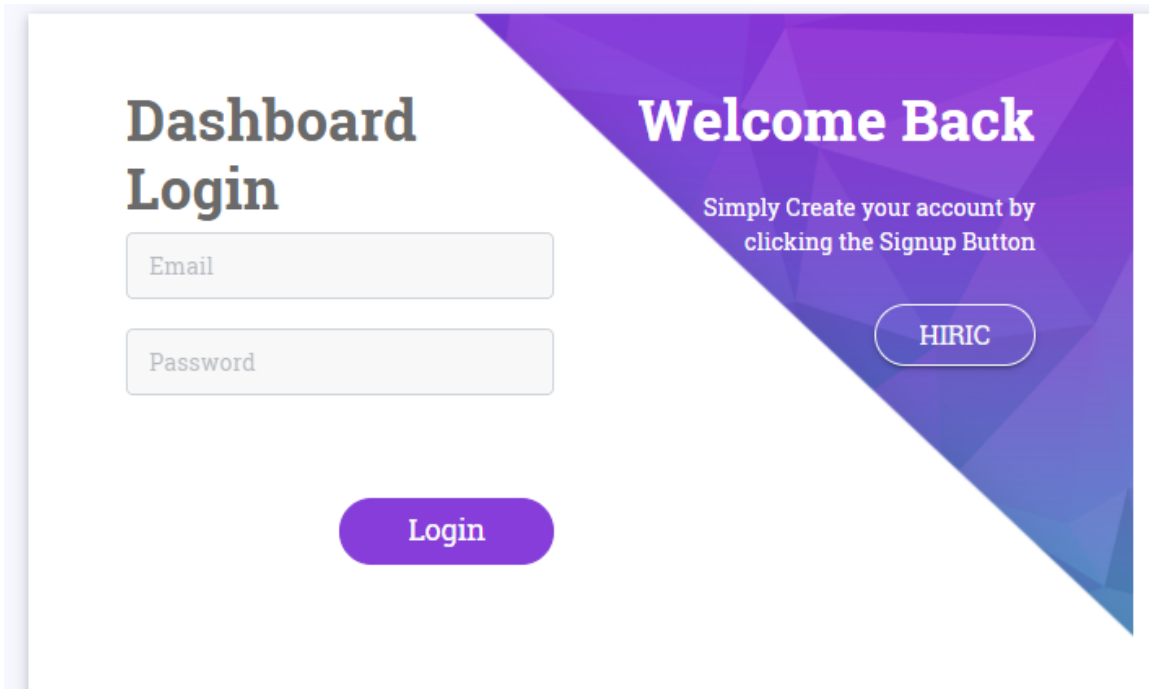 Dashboard
Login
Email
Password
Login
Welcome Back
Simply Create your account by
clicking the Signup Button
HIRIC